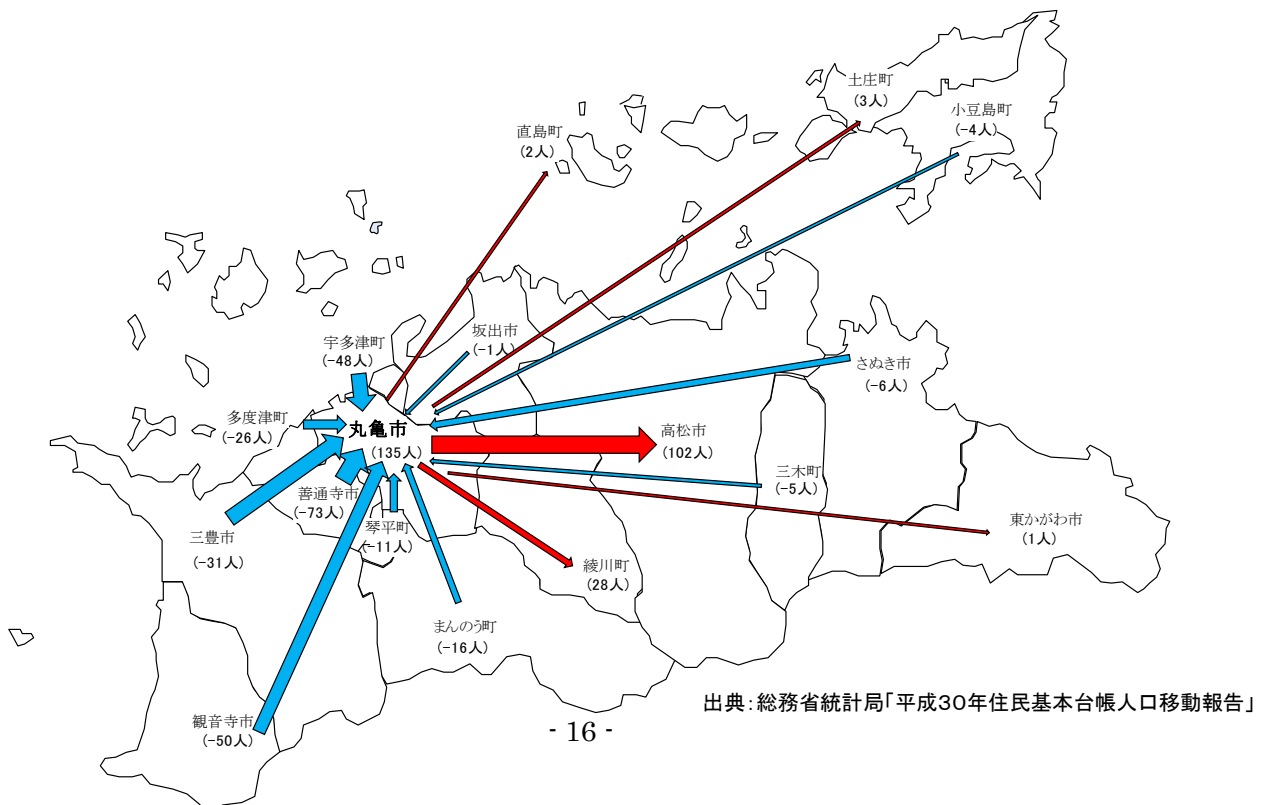 土庄町
(3人)
小豆島町
(-4人)
直島町
(2人)
宇多津町
(-48人)
坂出市
(-1人)
さぬき市
(-6人)
多度津町
(-26人)
丸亀市
(135人)
高松市
(102人)
三木町
(-5人)
善通寺市
(-73人)
琴平町
(-11人)
三豊市
(-31人)
東かがわ市
(1人)
綾川町
(28人)
まんのう町
(-16人)
観音寺市
(-50人)
出典：総務省統計局「平成30年住民基本台帳人口移動報告」
- 16 -